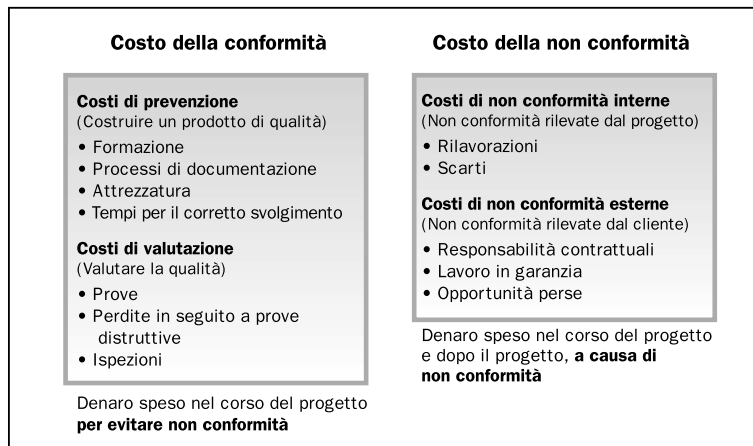 Costo della conformità
Costi di prevenzione
(Costruire un prodotto di qualità)
• Formazione
• Processi di documentazione
• Attrezzatura
• Tempi per il corretto svolgimento
Costi di valutazione
(Valutare la qualità)
• Prove
• Perdite in seguito a prove
distruttive
• Ispezioni
Denaro speso nel corso del progetto
per evitare non conformità
Costo della non conformità
Costi di non conformità interne
(Non conformità rilevate dal progetto)
• Rilavorazioni
• Scarti
Costi di non conformità esterne
(Non conformità rilevate dal cliente)
• Responsabilità contrattuali
• Lavoro in garanzia
• Opportunità perse
Denaro speso nel corso del progetto
e dopo il progetto, a causa di
non conformità